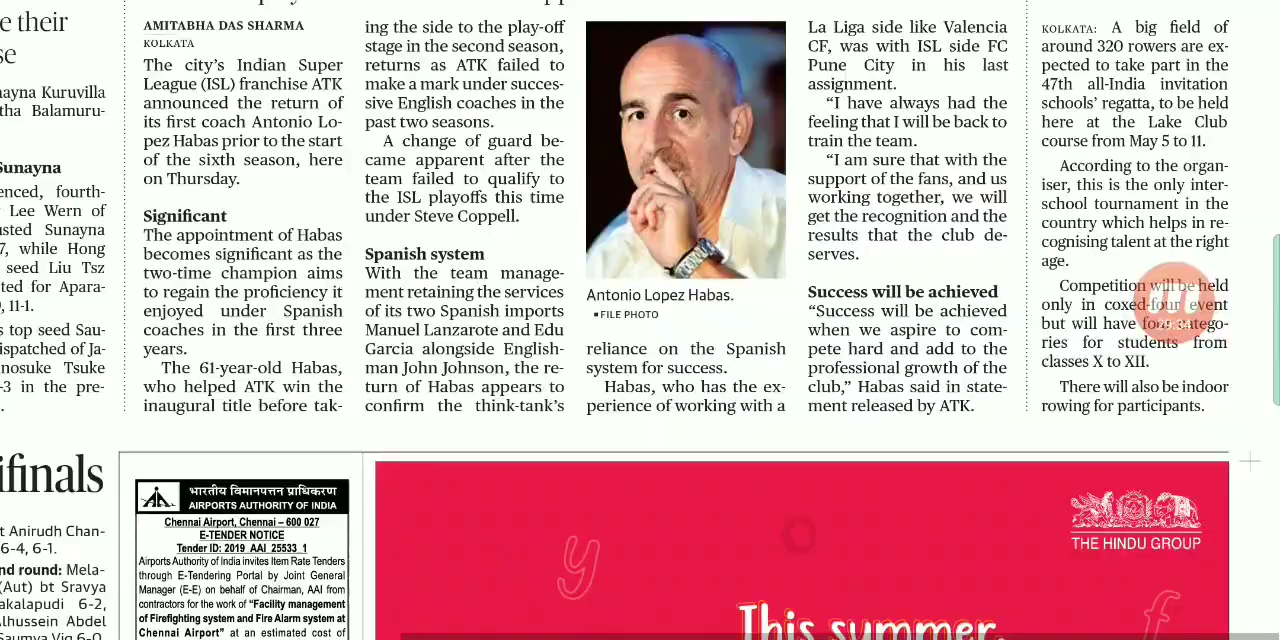 e their
se
nayna Kuruvilla
tha Balamuru-
Sunayna
enced, fourth-
Lee Wern of
usted Sunayna
7, while Hong
seed Liu Tsz
ted for Apara-
, 11-1.
s top seed Sau-
ispatched of Ja-
nosuke Tsuke
-3 in the pre-
AMITABHA DAS SHARMA
KOLKATA
The city's Indian Super
League (ISL) franchise ATK
announced the return of
its first coach Antonio Lo-
pez Habas prior to the start
of the sixth season, here
on Thursday.
Significant
The appointment of Habas
becomes significant as the
two-time champion aims
to regain the proficiency it
enjoyed under Spanish
coaches in the first three
years.
The 61-year-old Habas,
who helped ATK win the
inaugural title before tak-
ing the side to the play-off
stage in the second season,
returns as ATK failed to
make a mark under succes-
sive English coaches in the
past two seasons.
A change of guard be-
came apparent after the
team failed to qualify to
the ISL playoffs this time
under Steve Coppell.
Spanish system
With the team manage-
ment retaining the services
of its two Spanish imports
Manuel Lanzarote and Edu
Garcia alongside English-
man John Johnson, the re-
turn of Habas appears to
confirm the think-tank's
Antonio Lopez Habas.
▪FILE PHOTO
reliance on the Spanish
system for success.
Habas, who has the ex-
perience of working with a
La Liga side like Valencia
CF, was with ISL side FC
Pune City in his last
assignment.
“I have always had the
feeling that I will be back to
train the team.
“I am sure that with the
support of the fans, and us
working together, we will
get the recognition and the
results that the club de-
serves.
Success will be achieved
“Success will be achieved
when we aspire to com-
pete hard and add to the
professional growth of the
club,” Habas said in state-
ment released by ATK.
KOLKATA: A big field of
around 320 rowers are ex-
pected to take part in the
47th all-India invitation
schools' regatta, to be held
here at the Lake Club
course from May 5 to 11.
According to the organ-
iser, this is the only inter-
school tournament in the
country which helps in re-
cognising talent at the right
age.
Competition will be held
only in coxed-four event
but will have four catego-
ries for students from
classes X to XII.
There will also be indoor
rowing for participants.
29:34
ifinals
t Anirudh Chan-
6-4, 6-1.
nd round: Mela-
(Aut) bt Sravya
akalapudi 6-2,
Alhussein Abdel
Saumya Vig 6-0,
भारतीय विमानपत्तन प्राधिकरण
AIRPORTS AUTHORITY OF INDIA
Chennai Airport, Chennai – 600 027
E-TENDER NOTICE
Tender ID: 2019_AAI_25533_1
Airports Authority of India invites Item Rate Tenders
through E-Tendering Portal by Joint General
Manager (E-E) on behalf of Chairman, AAI from
contractors for the work of “Facility management
of Firefighting system and Fire Alarm system at
Chennai Airport” at an estimated cost of
THE HINDU GROUP
y
o
f
This summer,